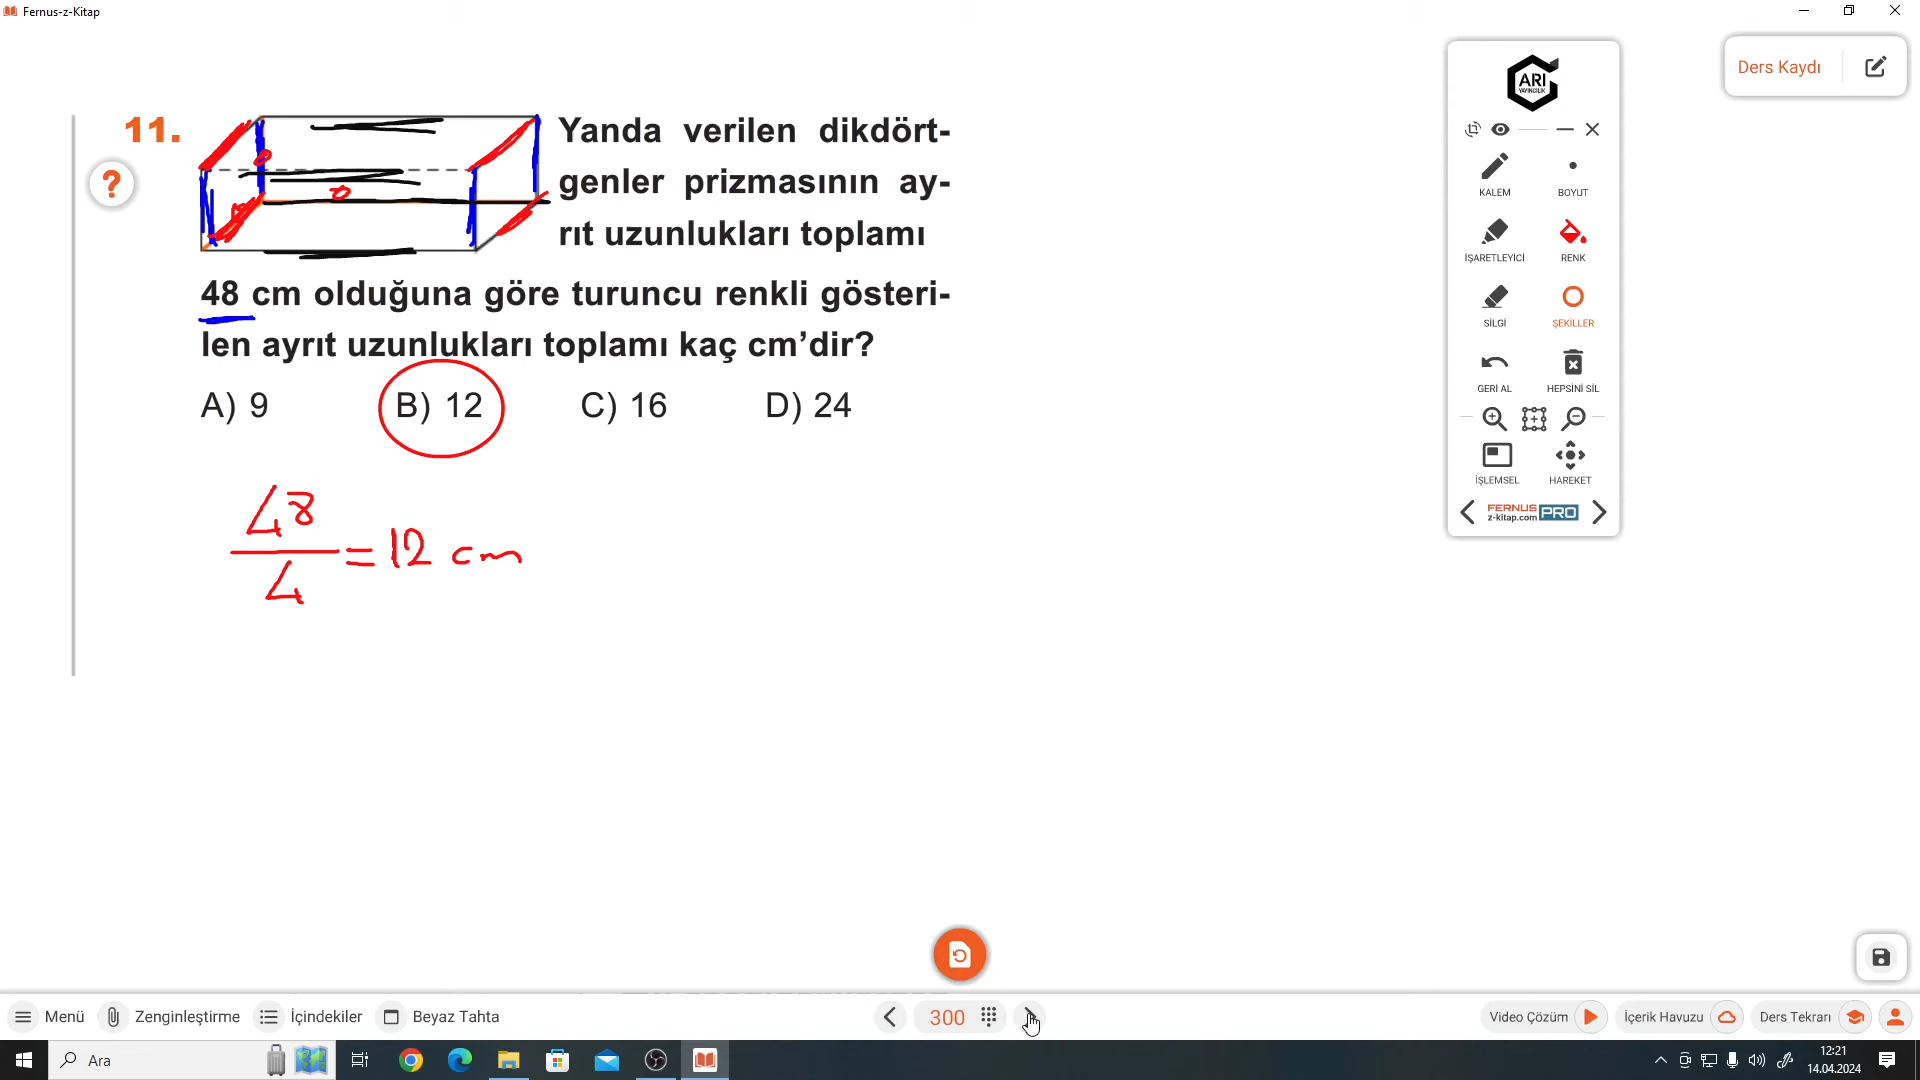 Fernus-z-Kitap
Ders Kaydı
ARI
YAYINCILIK
11.
Yanda verilen dikdört-
genler prizmasının ay-
rıt uzunlukları toplamı
48 cm olduğuna göre turuncu renkli gösteri-
len ayrıt uzunlukları toplamı kaç cm’dir?
A) 9 B) 12 C) 16 D) 24
48
4
= 12 cm
?
KALEM BOYUT
İŞARETLEYİCİ RENK
SİLGİ ŞEKİLLER
GERİ AL HEPSİNİ SİL
İŞLEMSEL HAREKET
FERNUS
z-kitap.com PRO
Menü Zenginleştirme İçindekiler Beyaz Tahta 300 Video Çözüm İçerik Havuzu Ders Tekrarı
Ara
12:21
14.04.2024